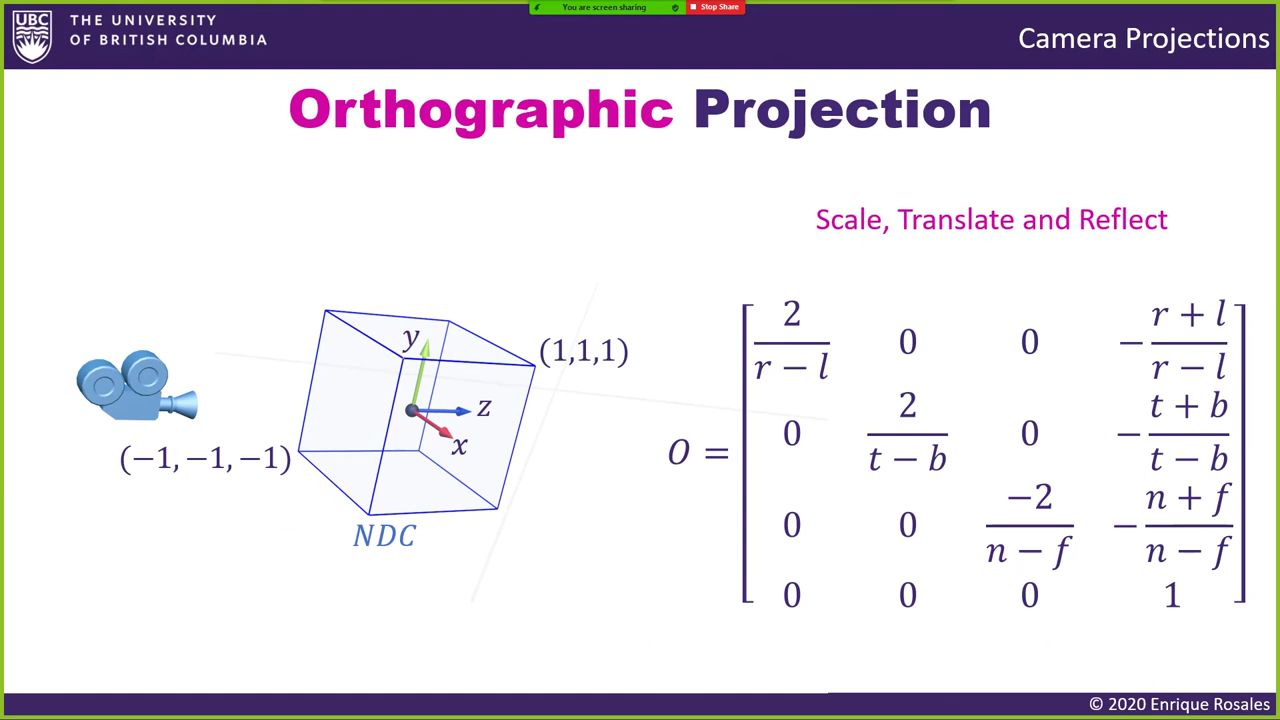 You are screen sharing Stop Share
UBC
THE UNIVERSITY
OF BRITISH COLUMBIA
Camera Projections
Orthographic Projection
Scale, Translate and Reflect
y
(1,1,1)
z
x
(−1,−1,−1)
NDC
O =
2/(r − l) 0 0 −(r + l)/(r − l)
0 2/(t − b) 0 −(t + b)/(t − b)
0 0 −2/(n − f) −(n + f)/(n − f)
0 0 0 1
© 2020 Enrique Rosales